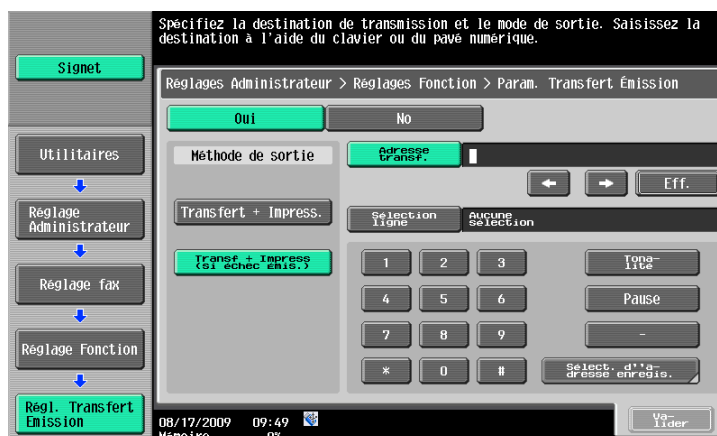 Spécifiez la destination de transmission et le mode de sortie. Saisissez la
destination à l'aide du clavier ou du pavé numérique.
Signet
Réglages Administrateur > Réglages Fonction > Param. Transfert Émission
Oui
No
Utilitaires
Réglage
Administrateur
Réglage fax
Réglage Fonction
Régl. Transfert
Emission
Méthode de sortie
Transfert + Impress.
Transf + Impress
(si échec émis.)
Adresse
transf.
Eff.
Sélection
ligne
Aucune
sélection
1 2 3
Tona-
lité
4 5 6
Pause
7 8 9
-
* 0 #
Sélect. d''a-
dresse enregis.
08/17/2009 09:49
Mémoire 0%
Va-
lider